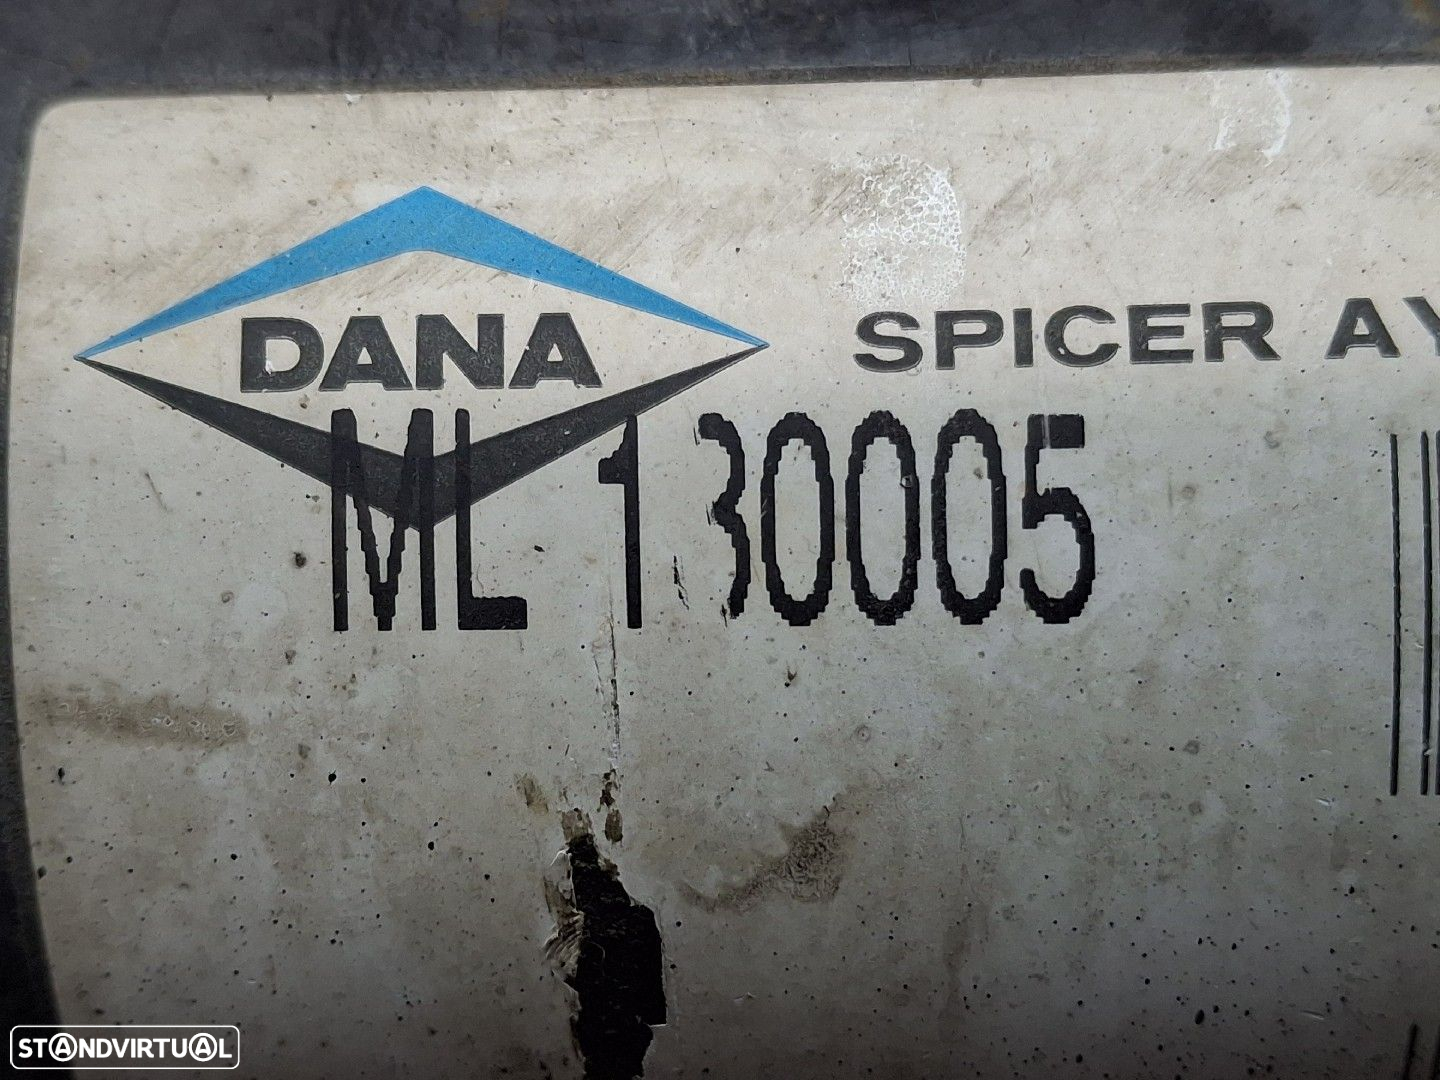 DANA
SPICER AY
ML 130005
STANDVIRTUAL